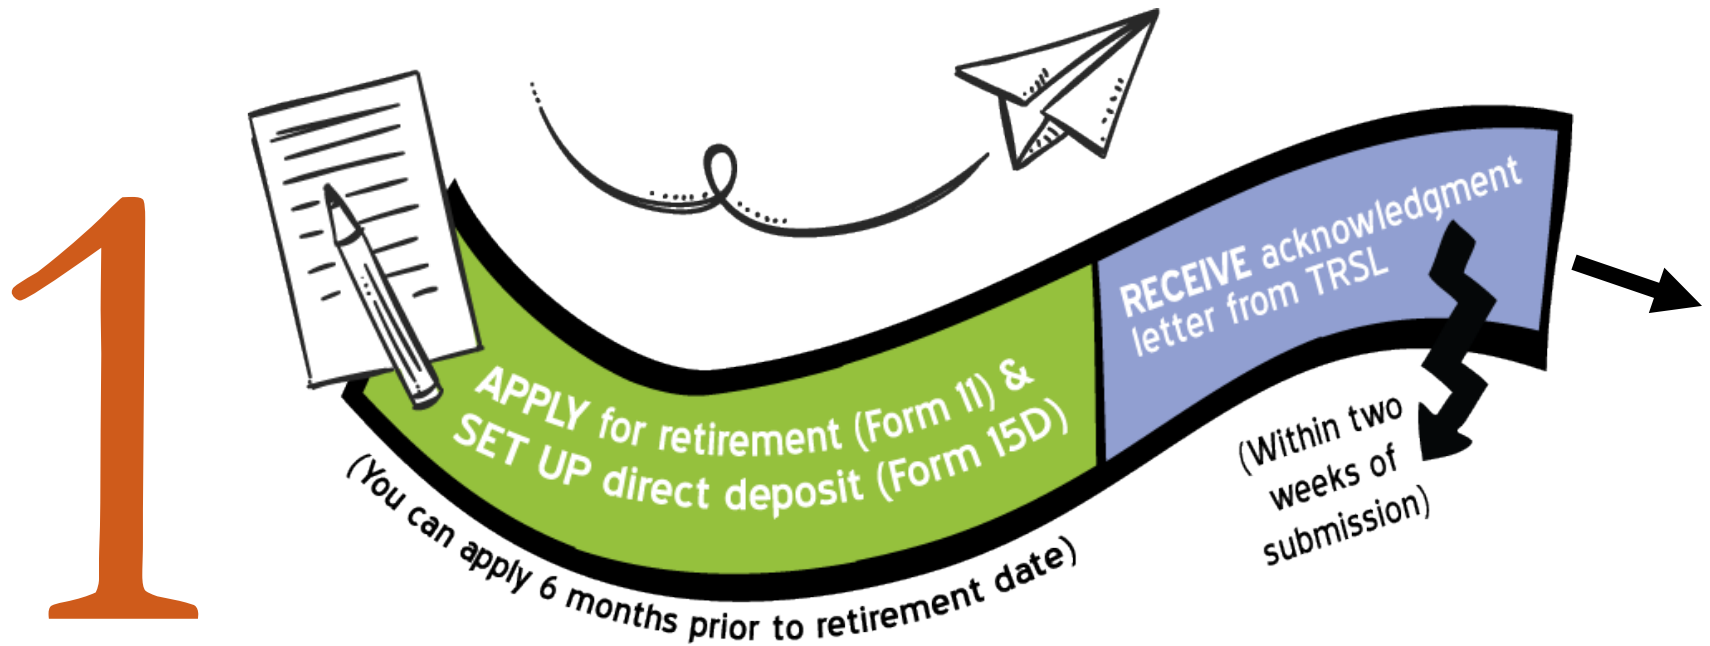 1
APPLY for retirement (Form 11) &
SET UP direct deposit (Form 15D)
(You can apply 6 months prior to retirement date)
RECEIVE acknowledgment
letter from TRSL
(Within two
weeks of
submission)